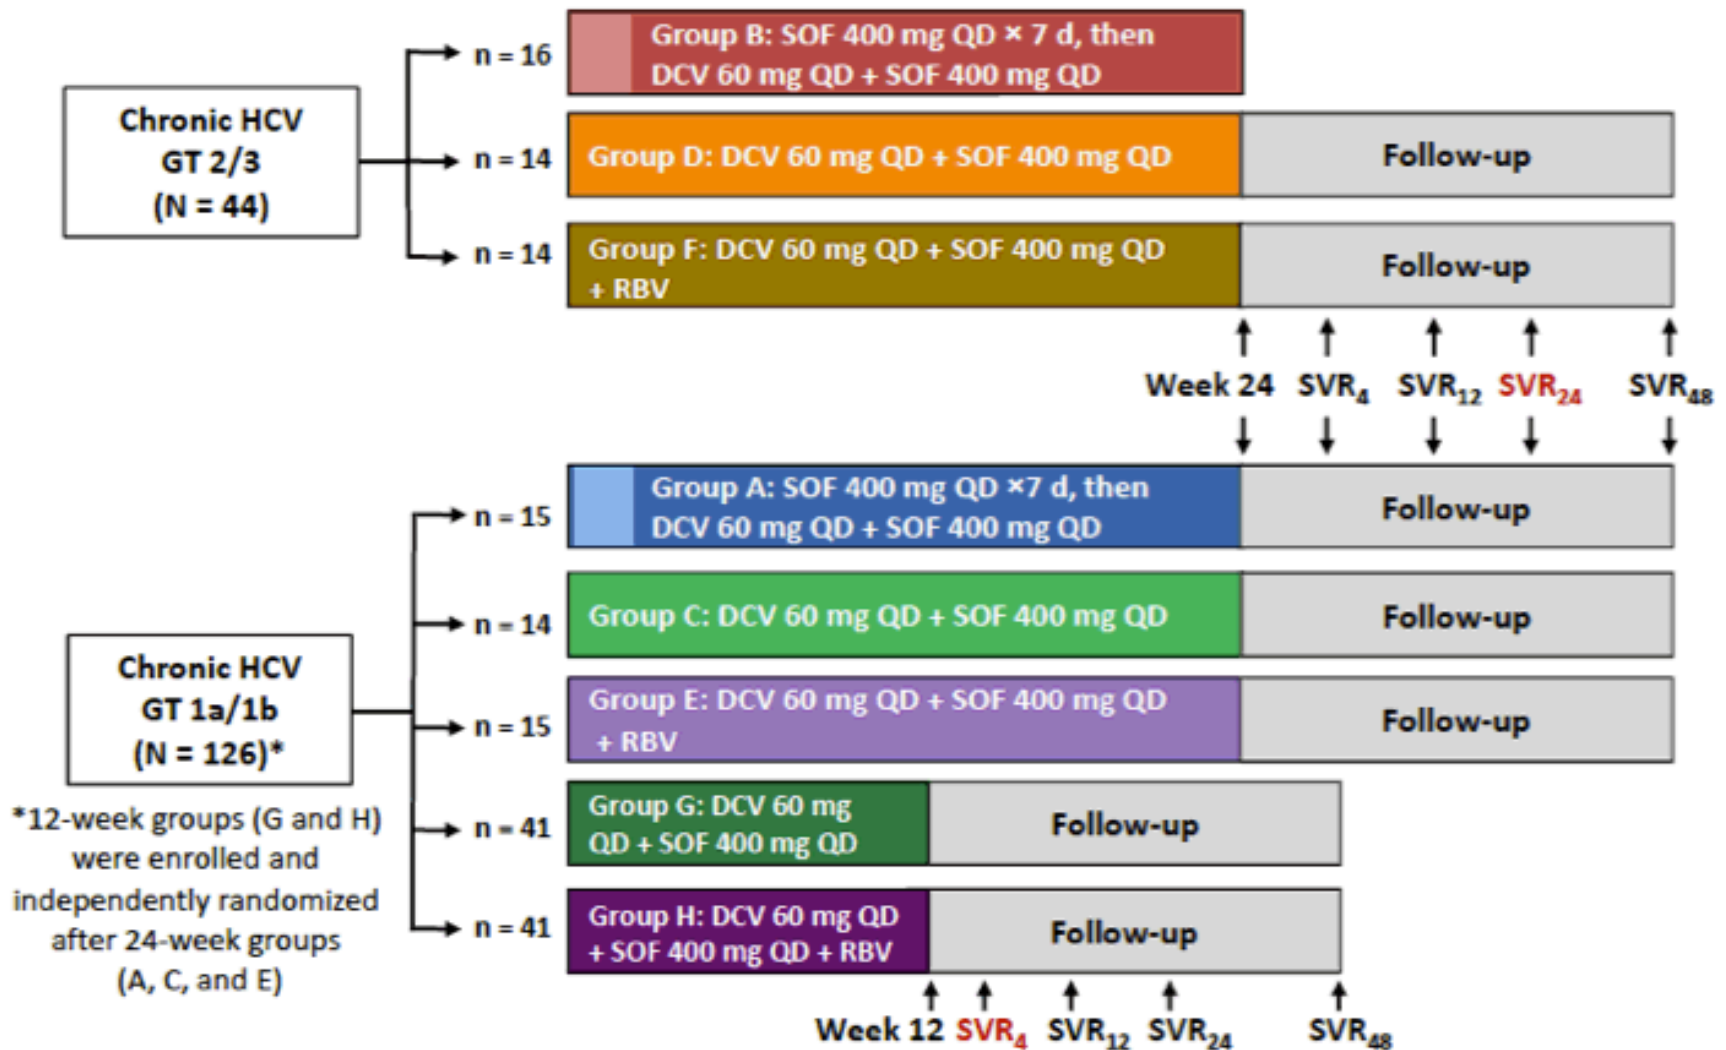 Chronic HCV
GT 2/3
(N = 44)
n = 16
Group B: SOF 400 mg QD × 7 d, then
DCV 60 mg QD + SOF 400 mg QD
n = 14
Group D: DCV 60 mg QD + SOF 400 mg QD
Follow-up
n = 14
Group F: DCV 60 mg QD + SOF 400 mg QD
+ RBV
Follow-up
Week 24 SVR4 SVR12 SVR24 SVR48
Chronic HCV
GT 1a/1b
(N = 126)*
*12-week groups (G and H)
were enrolled and
independently randomized
after 24-week groups
(A, C, and E)
n = 15
Group A: SOF 400 mg QD ×7 d, then
DCV 60 mg QD + SOF 400 mg QD
Follow-up
n = 14
Group C: DCV 60 mg QD + SOF 400 mg QD
Follow-up
n = 15
Group E: DCV 60 mg QD + SOF 400 mg QD
+ RBV
Follow-up
n = 41
Group G: DCV 60 mg
QD + SOF 400 mg QD
Follow-up
n = 41
Group H: DCV 60 mg QD
+ SOF 400 mg QD + RBV
Follow-up
Week 12 SVR4 SVR12 SVR24 SVR48